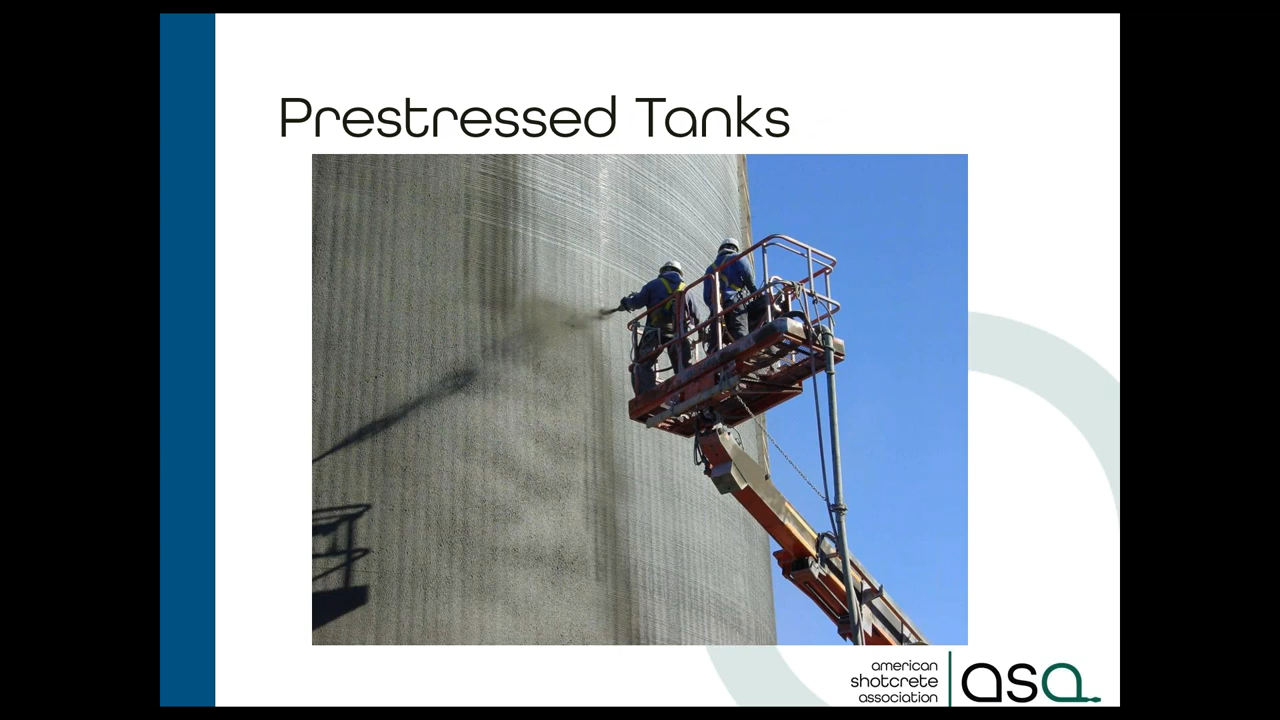 Prestressed Tanks
american
shotcrete
association
asa